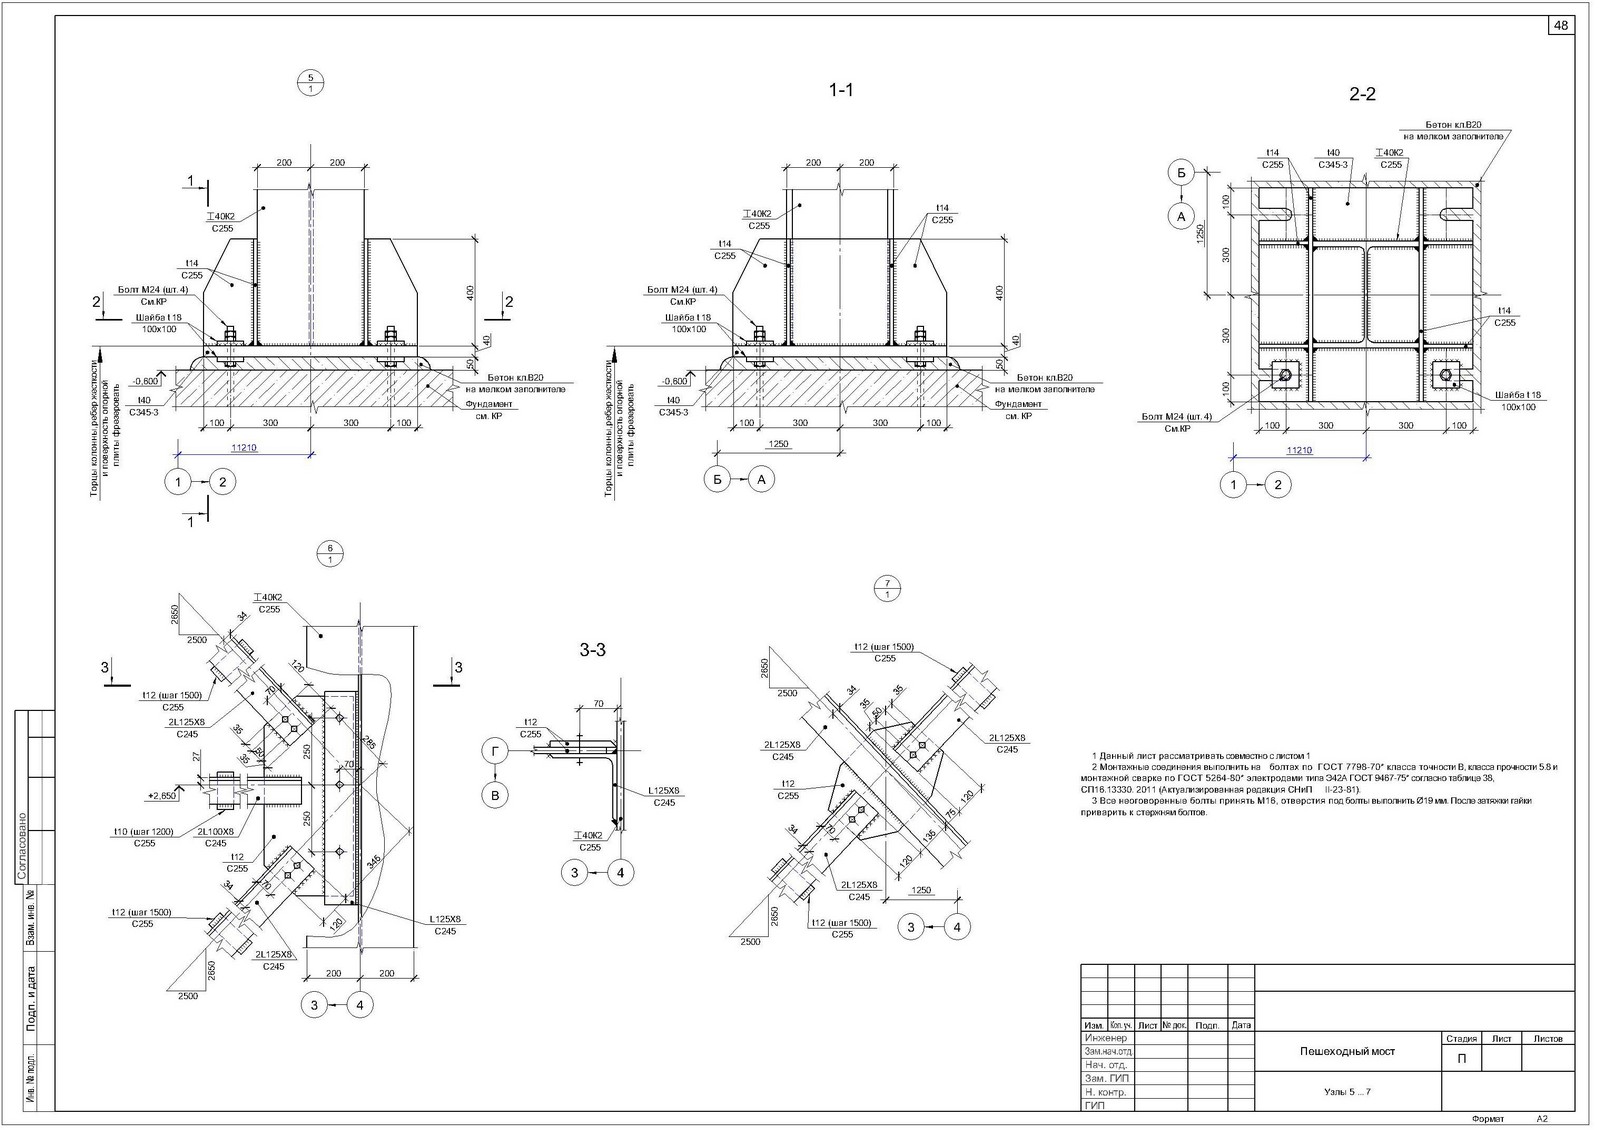 48
5
1
1
200
200
⌶40К2
С255
t14
С255
2
2
Болт М24 (шт.4)
См.КР
Шайба t 18
100х100
400
40
50
-0,600
t40
С345-3
Бетон кл.В20
на мелком заполнителе
Фундамент
см. КР
100
300
300
100
11210
1
2
1
Торцы колонны,ребер жесткости
и поверхность опорной
плиты фрезеровать
1-1
200
200
⌶40К2
С255
t14
С255
t14
С255
Болт М24 (шт.4)
См.КР
Шайба t 18
100х100
400
40
50
-0,600
t40
С345-3
Бетон кл.В20
на мелком заполнителе
Фундамент
см. КР
100
300
300
100
1250
Б
А
Торцы колонны,ребер жесткости
и поверхность опорной
плиты фрезеровать
2-2
Бетон кл.В20
на мелком заполнителе
t14
С255
t40
С345-3
⌶40К2
С255
Б
А
1250
100
300
300
100
t14
С255
Шайба t 18
100х100
Болт М24 (шт.4)
См.КР
100
300
300
100
11210
1
2
6
1
⌶40К2
С255
2650
2500
34
3
3
120
t12 (шаг 1500)
С255
70
2L125X8
С245
35
50
35
27
250
285
70
+2,650
250
t10 (шаг 1200)
С255
2L100X8
С245
t12
С255
345
34
70
t12 (шаг 1500)
С255
120
L125X8
С245
2L125X8
С245
2650
2500
200
200
3
4
3-3
70
t12
С255
Г
В
L125X8
С245
⌶40К2
С255
3
4
7
1
t12 (шаг 1500)
С255
2650
2500
34
35
50
35
2L125X8
С245
2L125X8
С245
t12
С255
120
75
135
120
34
70
2L125X8
С245
1250
t12 (шаг 1500)
С255
2650
2500
3
4
1 Данный лист рассматривать совместно с листом 1
2 Монтажные соединения выполнить на болтах по ГОСТ 7798-70* класса точности В, класса прочности 5.8 и
монтажной сварке по ГОСТ 5264-80* электродами типа Э42А ГОСТ 9467-75* согласно таблице 38,
СП16.13330. 2011 (Актуализированная редакция СНиП II-23-81).
3 Все неоговоренные болты принять М16, отверстия под болты выполнить Ø19 мм. После затяжки гайки
приварить к стержням болтов.
Согласовано
Взам. инв. №
Подп. и дата
Инв. № подл.
Изм. Кол. уч. Лист № док. Подп. Дата
Инженер
Зам.нач.отд.
Нач. отд.
Зам. ГИП
Н. контр.
ГИП
Пешеходный мост
Стадия Лист Листов
П
Узлы 5 ... 7
Формат А2